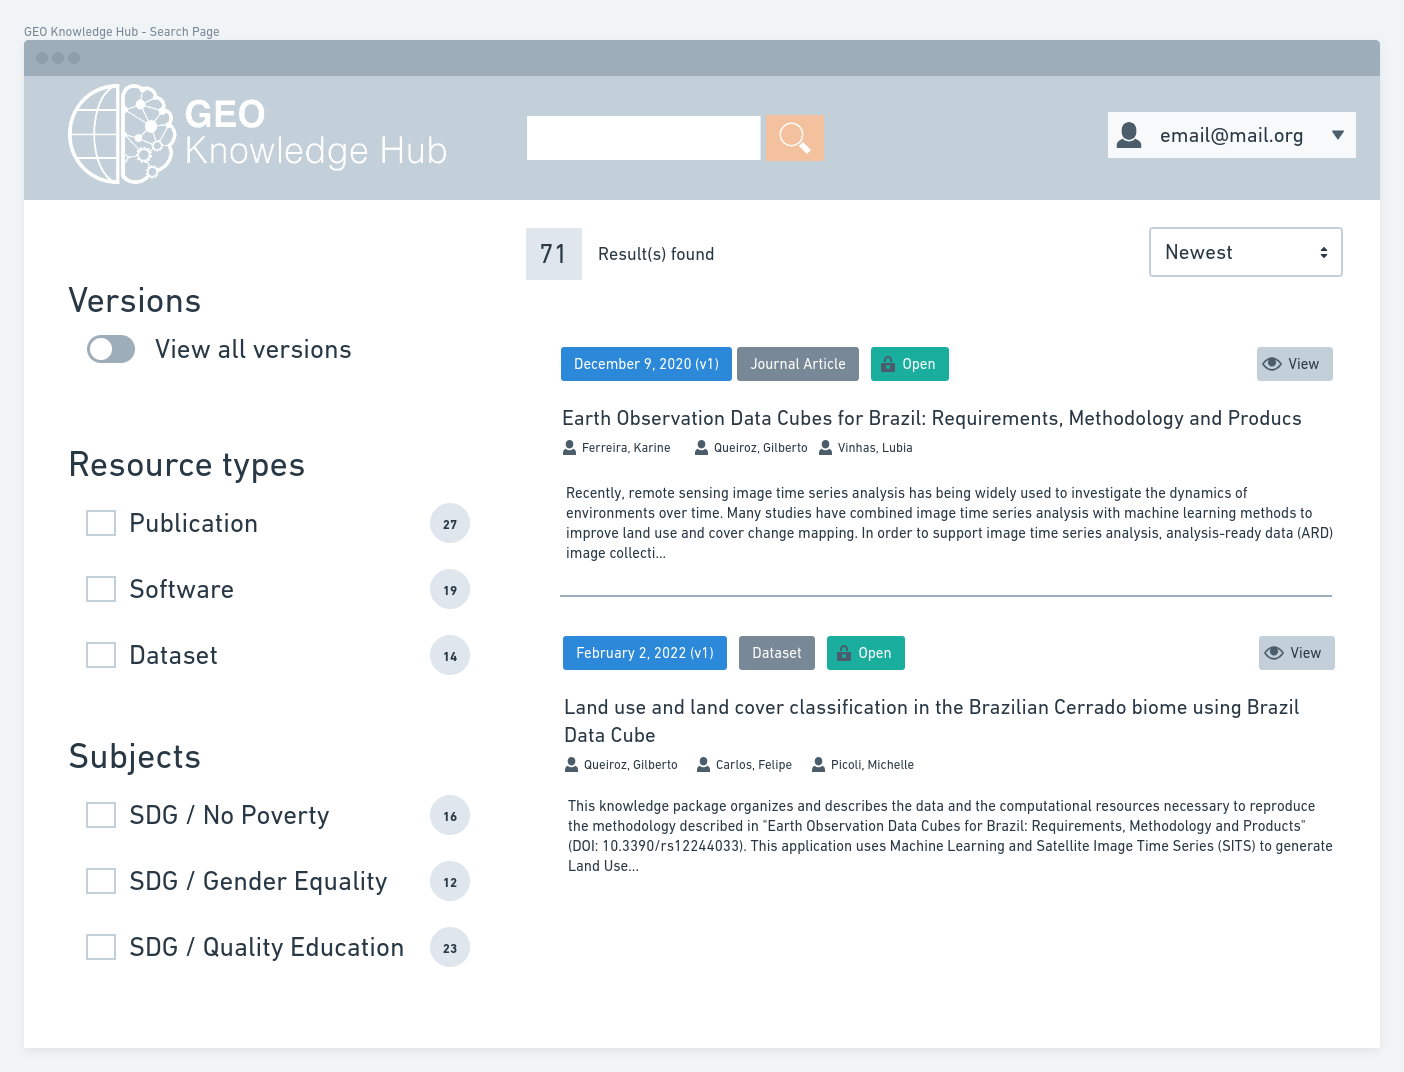 GEO Knowledge Hub - Search Page
GEO
Knowledge Hub
email@mail.org
71
Result(s) found
Newest
Versions
View all versions
Resource types
Publication
27
Software
19
Dataset
14
Subjects
SDG / No Poverty
16
SDG / Gender Equality
12
SDG / Quality Education
23
December 9, 2020 (v1)
Journal Article
Open
View
Earth Observation Data Cubes for Brazil: Requirements, Methodology and Producs
Ferreira, Karine
Queiroz, Gilberto
Vinhas, Lubia
Recently, remote sensing image time series analysis has being widely used to investigate the dynamics of
environments over time. Many studies have combined image time series analysis with machine learning methods to
improve land use and cover change mapping. In order to support image time series analysis, analysis-ready data (ARD)
image collecti...
February 2, 2022 (v1)
Dataset
Open
View
Land use and land cover classification in the Brazilian Cerrado biome using Brazil
Data Cube
Queiroz, Gilberto
Carlos, Felipe
Picoli, Michelle
This knowledge package organizes and describes the data and the computational resources necessary to reproduce
the methodology described in "Earth Observation Data Cubes for Brazil: Requirements, Methodology and Products"
(DOI: 10.3390/rs12244033). This application uses Machine Learning and Satellite Image Time Series (SITS) to generate
Land Use...